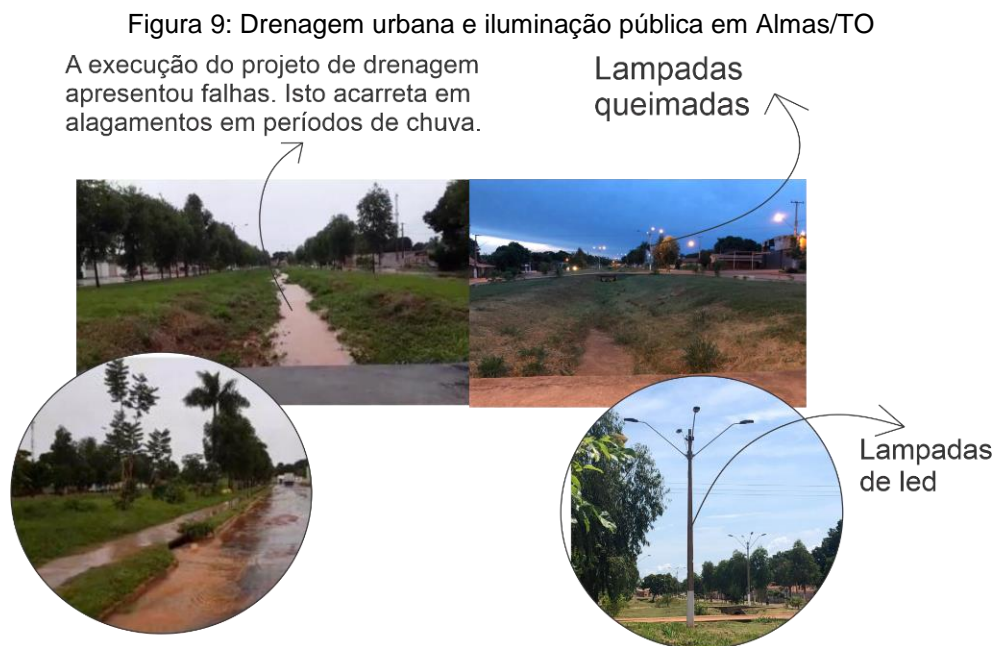 Figura 9: Drenagem urbana e iluminação pública em Almas/TO
A execução do projeto de drenagem
apresentou falhas. Isto acarreta em
alagamentos em períodos de chuva.
Lampadas
queimadas
Lampadas
de led